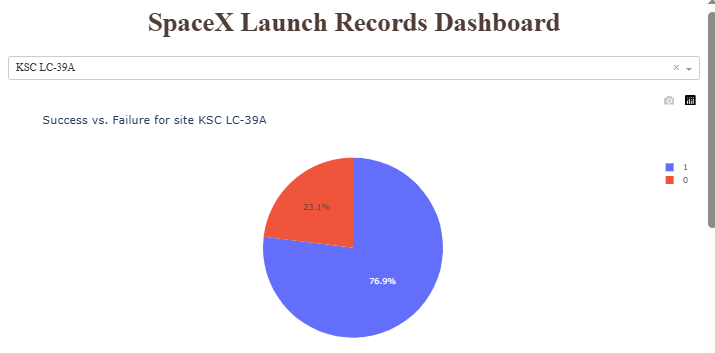 SpaceX Launch Records Dashboard
KSC LC-39A
Success vs. Failure for site KSC LC-39A
1
0
23.1%
76.9%